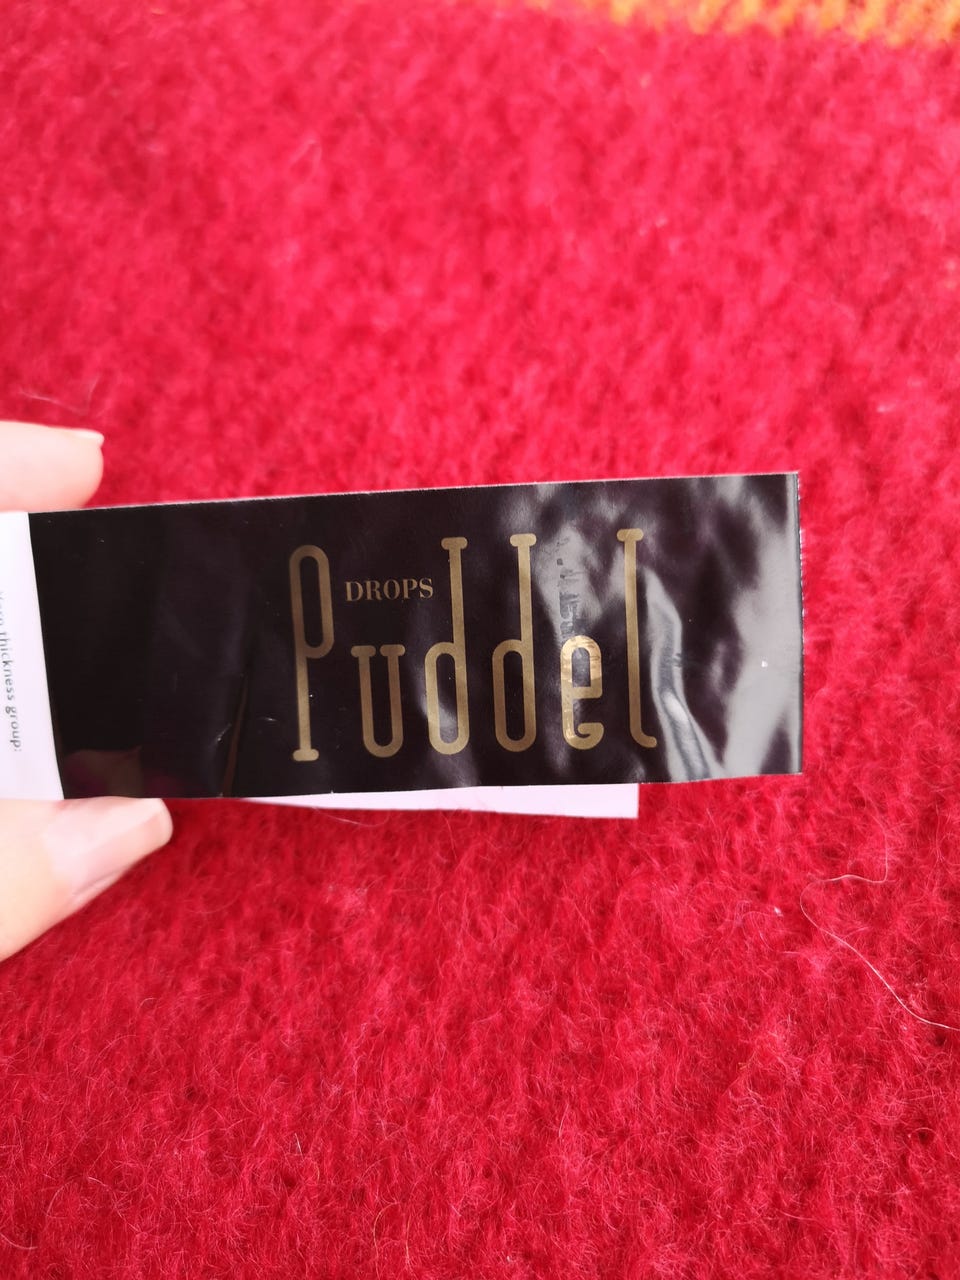 DROPS
Puddel
Yarn thickness group: